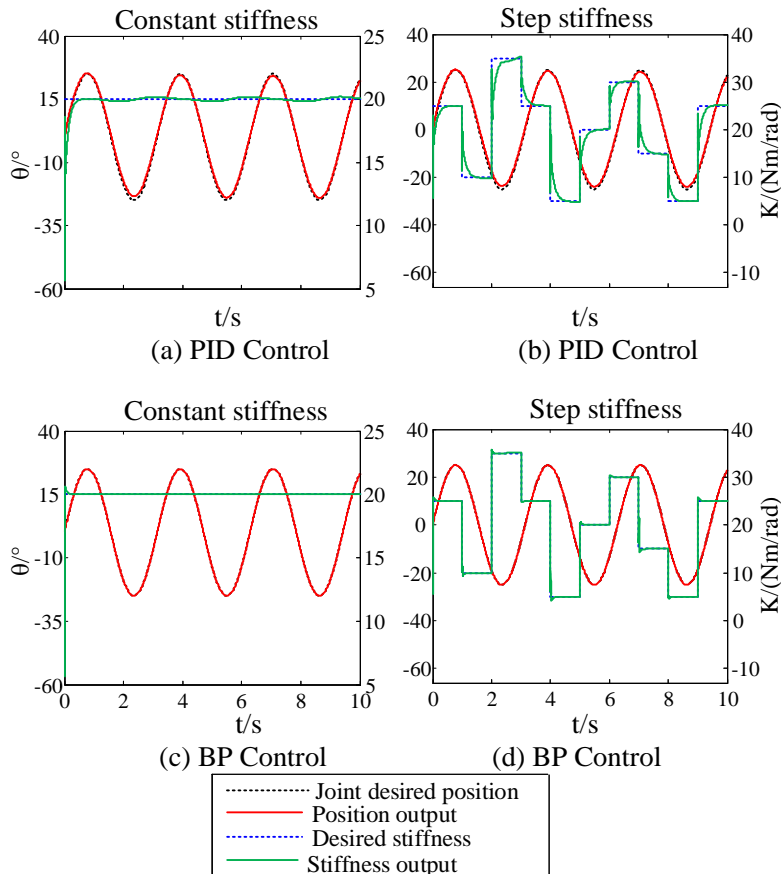 Constant stiffness
Step stiffness
40
15
-10
-35
-60
θ/°
25
20
15
10
5
40
20
0
-20
-40
-60
40
30
20
10
0
-10
K/(Nm/rad)
t/s
t/s
(a) PID Control
(b) PID Control
Constant stiffness
Step stiffness
40
15
-10
-35
-60
θ/°
25
20
15
10
5
40
20
0
-20
-40
-60
40
30
20
10
0
-10
K/(Nm/rad)
0 2 4 6 8 10
0 2 4 6 8 10
t/s
t/s
(c) BP Control
(d) BP Control
Joint desired position
Position output
Desired stiffness
Stiffness output